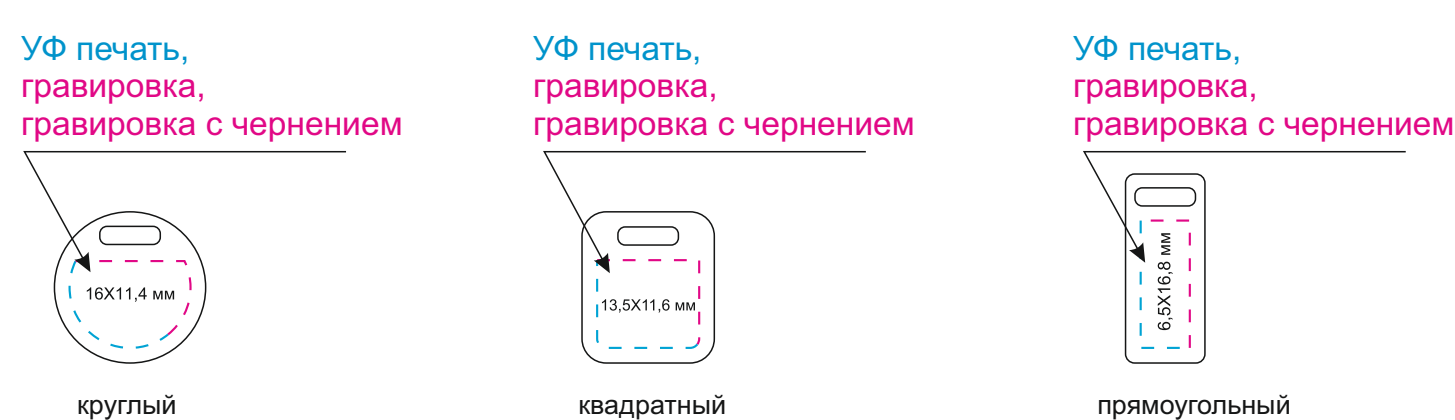 УФ печать,
гравировка,
гравировка с чернением
16Х11,4 мм
круглый
УФ печать,
гравировка,
гравировка с чернением
13,5Х11,6 мм
квадратный
УФ печать,
гравировка,
гравировка с чернением
6,5Х16,8 мм
прямоугольный